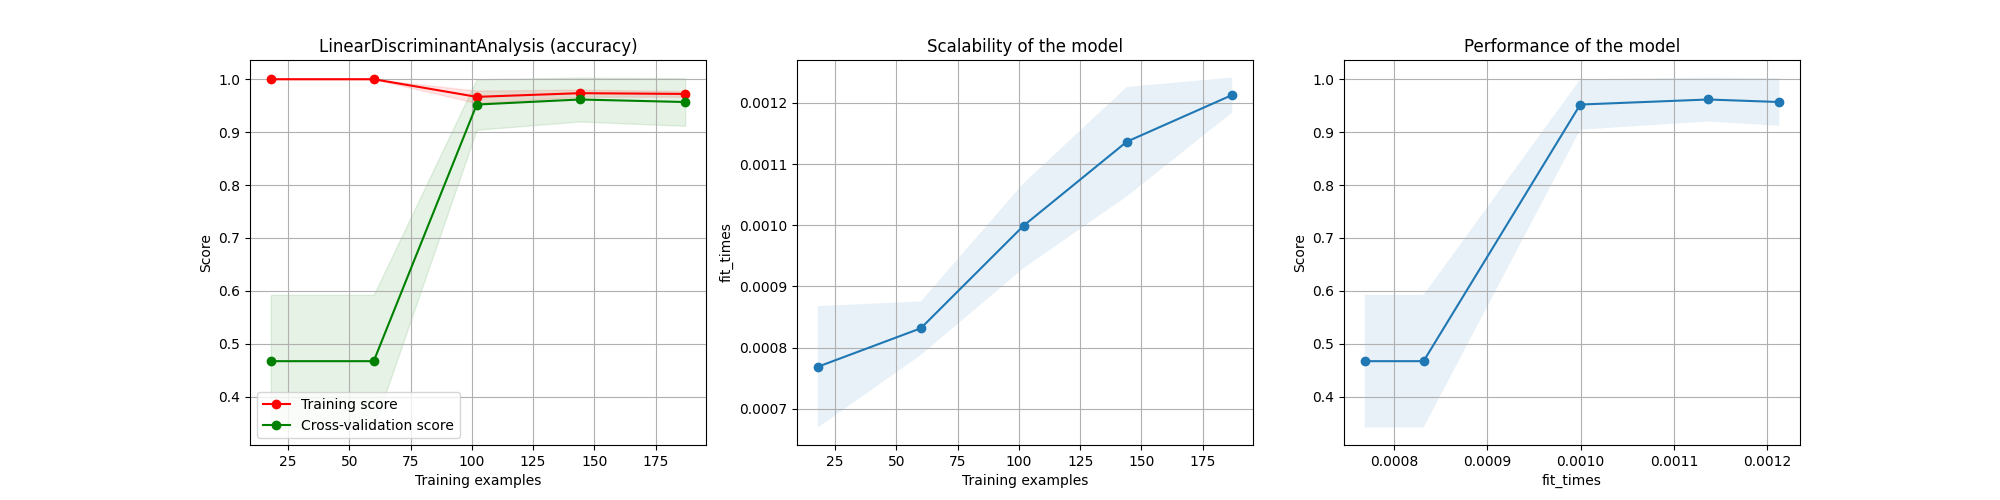 LinearDiscriminantAnalysis (accuracy)
1.0
0.9
0.8
0.7
0.6
0.5
0.4
Score
Training score
Cross-validation score
25 50 75 100 125 150 175
Training examples
Scalability of the model
0.0012
0.0011
0.0010
0.0009
0.0008
0.0007
fit_times
25 50 75 100 125 150 175
Training examples
Performance of the model
1.0
0.9
0.8
0.7
0.6
0.5
0.4
Score
0.0008 0.0009 0.0010 0.0011 0.0012
fit_times